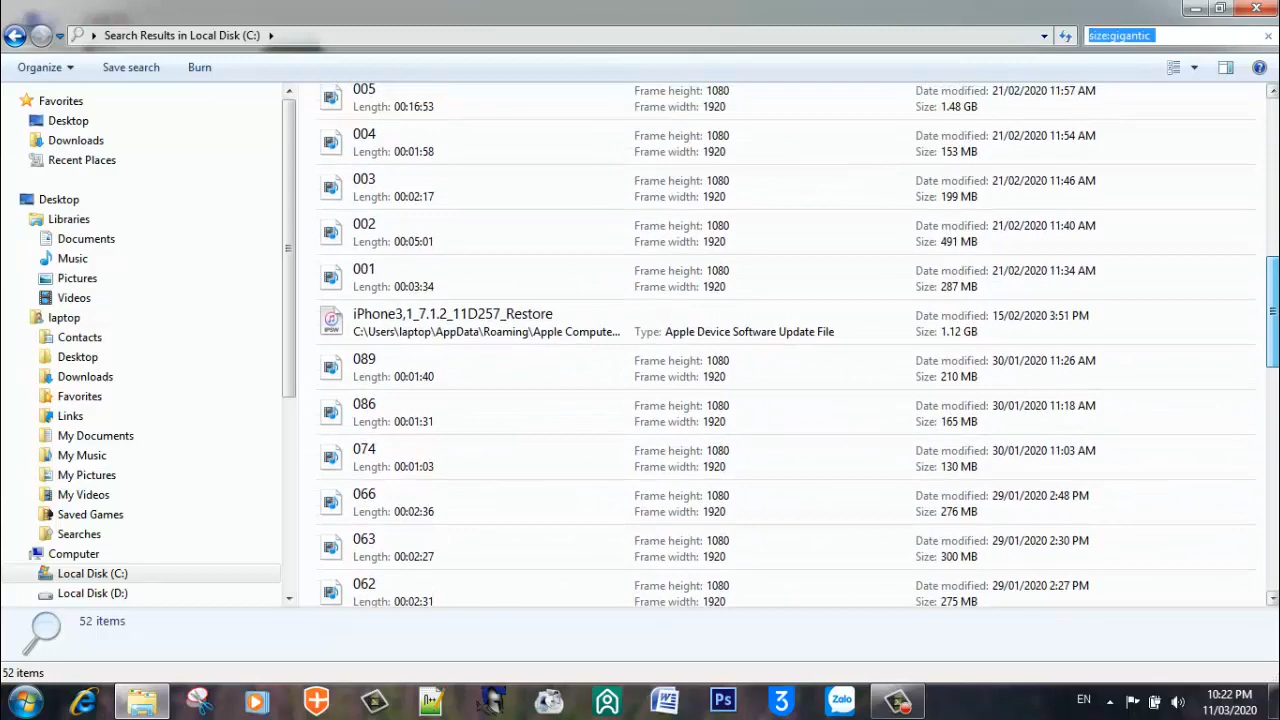 Search Results in Local Disk (C:)
size:gigantic
Organize
Save search
Burn
Favorites
Desktop
Downloads
Recent Places
Desktop
Libraries
Documents
Music
Pictures
Videos
laptop
Contacts
Desktop
Downloads
Favorites
Links
My Documents
My Music
My Pictures
My Videos
Saved Games
Searches
Computer
Local Disk (C:)
Local Disk (D:)
005 Frame height: 1080 Date modified: 21/02/2020 11:57 AM
Length: 00:16:53 Frame width: 1920 Size: 1.48 GB
004 Frame height: 1080 Date modified: 21/02/2020 11:54 AM
Length: 00:01:58 Frame width: 1920 Size: 153 MB
003 Frame height: 1080 Date modified: 21/02/2020 11:46 AM
Length: 00:02:17 Frame width: 1920 Size: 199 MB
002 Frame height: 1080 Date modified: 21/02/2020 11:40 AM
Length: 00:05:01 Frame width: 1920 Size: 491 MB
001 Frame height: 1080 Date modified: 21/02/2020 11:34 AM
Length: 00:03:34 Frame width: 1920 Size: 287 MB
iPhone3,1_7.1.2_11D257_Restore Date modified: 15/02/2020 3:51 PM
C:\Users\laptop\AppData\Roaming\Apple Compute... Type: Apple Device Software Update File Size: 1.12 GB
089 Frame height: 1080 Date modified: 30/01/2020 11:26 AM
Length: 00:01:40 Frame width: 1920 Size: 210 MB
086 Frame height: 1080 Date modified: 30/01/2020 11:18 AM
Length: 00:01:31 Frame width: 1920 Size: 165 MB
074 Frame height: 1080 Date modified: 30/01/2020 11:03 AM
Length: 00:01:03 Frame width: 1920 Size: 130 MB
066 Frame height: 1080 Date modified: 29/01/2020 2:48 PM
Length: 00:02:36 Frame width: 1920 Size: 276 MB
063 Frame height: 1080 Date modified: 29/01/2020 2:30 PM
Length: 00:02:27 Frame width: 1920 Size: 300 MB
062 Frame height: 1080 Date modified: 29/01/2020 2:27 PM
Length: 00:02:31 Frame width: 1920 Size: 275 MB
52 items
52 items
Ps
3
Zalo
EN
10:22 PM
11/03/2020